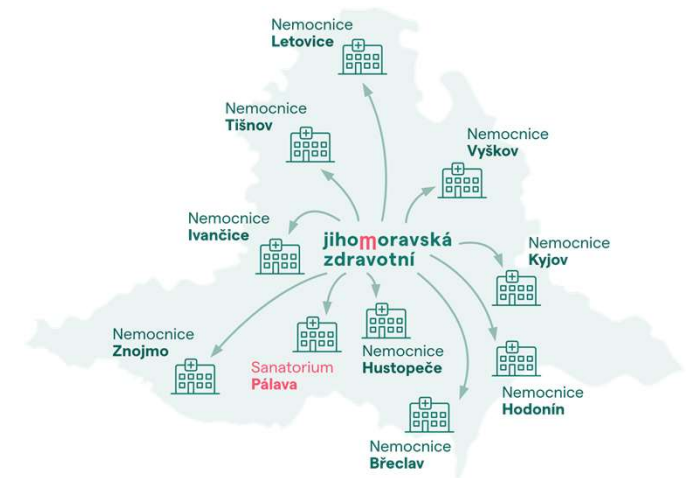 Nemocnice
Letovice
Nemocnice
Tišnov
Nemocnice
Vyškov
Nemocnice
Ivančice
jihomoravská
zdravotní
Nemocnice
Kyjov
Nemocnice
Znojmo
Sanatorium
Pálava
Nemocnice
Hustopeče
Nemocnice
Hodonín
Nemocnice
Břeclav